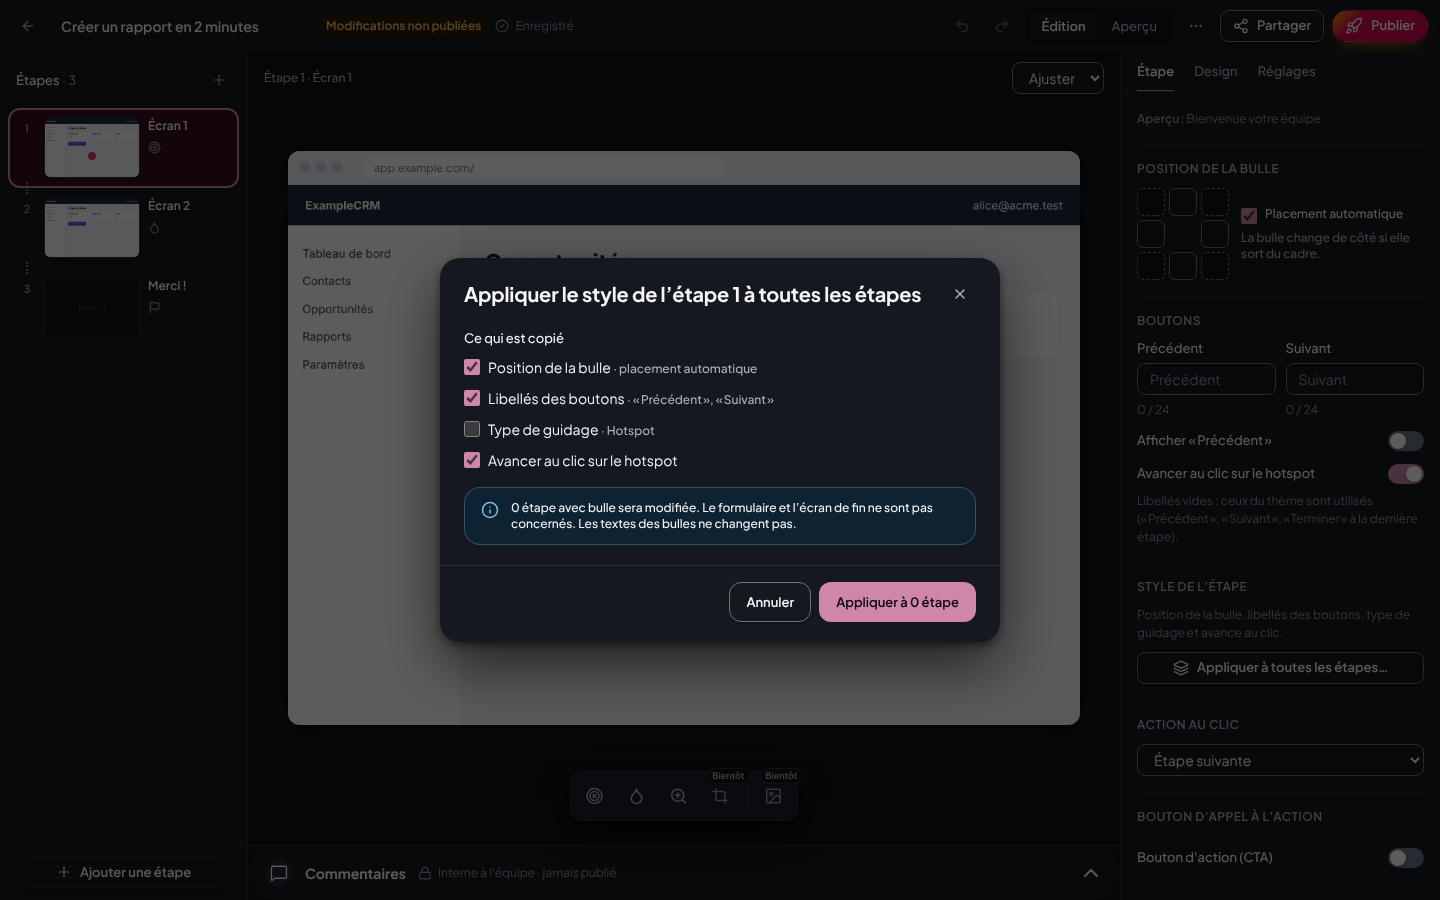 Créer un rapport en 2 minutes
Modifications non publiées
Enregistré
Édition
Aperçu
Partager
Publier
Étapes · 3
1
Écran 1
2
Écran 2
3
Merci !
Merci !
Ajouter une étape
Étape 1 · Écran 1
Ajuster
app.example.com/
ExampleCRM
alice@acme.test
Tableau de bord
Contacts
Opportunités
Rapports
Paramètres
Appliquer le style de l’étape 1 à toutes les étapes
Ce qui est copié
Position de la bulle · placement automatique
Libellés des boutons · « Précédent », « Suivant »
Type de guidage · Hotspot
Avancer au clic sur le hotspot
0 étape avec bulle sera modifiée. Le formulaire et l’écran de fin ne sont pas
concernés. Les textes des bulles ne changent pas.
Annuler
Appliquer à 0 étape
Bientôt
Bientôt
Commentaires
Interne à l’équipe · jamais publié
Étape
Design
Réglages
Aperçu : Bienvenue votre équipe
POSITION DE LA BULLE
Placement automatique
La bulle change de côté si elle
sort du cadre.
BOUTONS
Précédent
Suivant
Précédent
Suivant
0 / 24
0 / 24
Afficher « Précédent »
Avancer au clic sur le hotspot
Libellés vides : ceux du thème sont utilisés
(« Précédent », « Suivant », « Terminer » à la dernière
étape).
STYLE DE L’ÉTAPE
Position de la bulle, libellés des boutons, type de
guidage et avance au clic.
Appliquer à toutes les étapes…
ACTION AU CLIC
Étape suivante
BOUTON D’APPEL À L’ACTION
Bouton d’action (CTA)